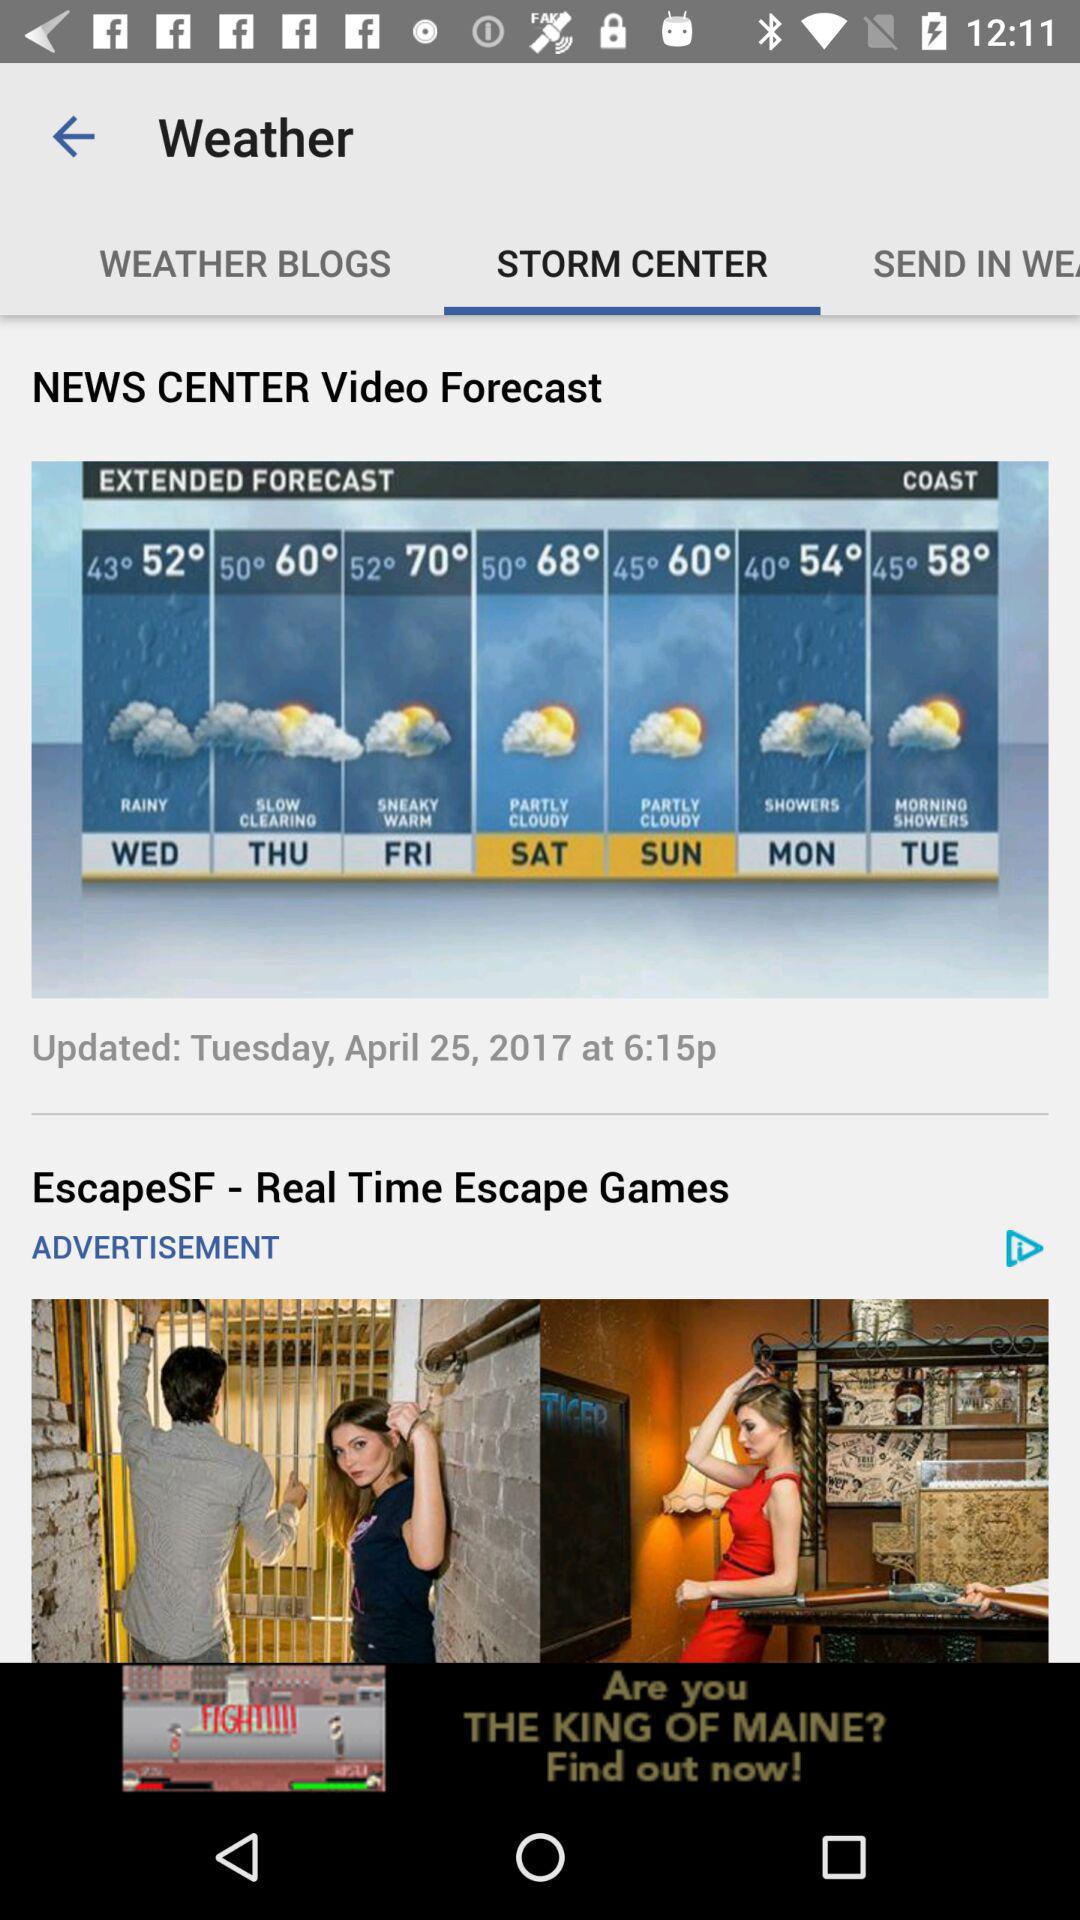 FAKE 12:11
Weather
WEATHER BLOGS STORM CENTER SEND IN WEA
NEWS CENTER Video Forecast
EXTENDED FORECAST COAST
43° 52° 50° 60° 52° 70° 50° 68° 45° 60° 40° 54° 45° 58°
RAINY SLOW CLEARING SNEAKY WARM PARTLY CLOUDY PARTLY CLOUDY SHOWERS MORNING SHOWERS
WED THU FRI SAT SUN MON TUE
Updated: Tuesday, April 25, 2017 at 6:15p
EscapeSF - Real Time Escape Games
ADVERTISEMENT
TIGER
WHISKEY
FIGHT!!!!
Are you
THE KING OF MAINE?
Find out now!